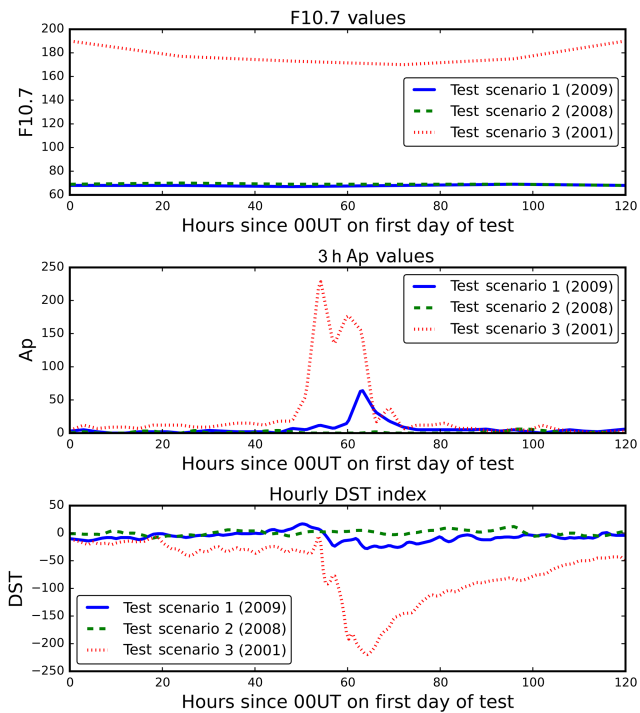 F10.7 values
200
180
160
140
120
100
80
60
F10.7
Test scenario 1 (2009)
Test scenario 2 (2008)
Test scenario 3 (2001)
0 20 40 60 80 100 120
Hours since 00UT on first day of test
3 h Ap values
250
200
150
100
50
0
Ap
Test scenario 1 (2009)
Test scenario 2 (2008)
Test scenario 3 (2001)
0 20 40 60 80 100 120
Hours since 00UT on first day of test
Hourly DST index
50
0
−50
−100
−150
−200
−250
DST
Test scenario 1 (2009)
Test scenario 2 (2008)
Test scenario 3 (2001)
0 20 40 60 80 100 120
Hours since 00UT on first day of test